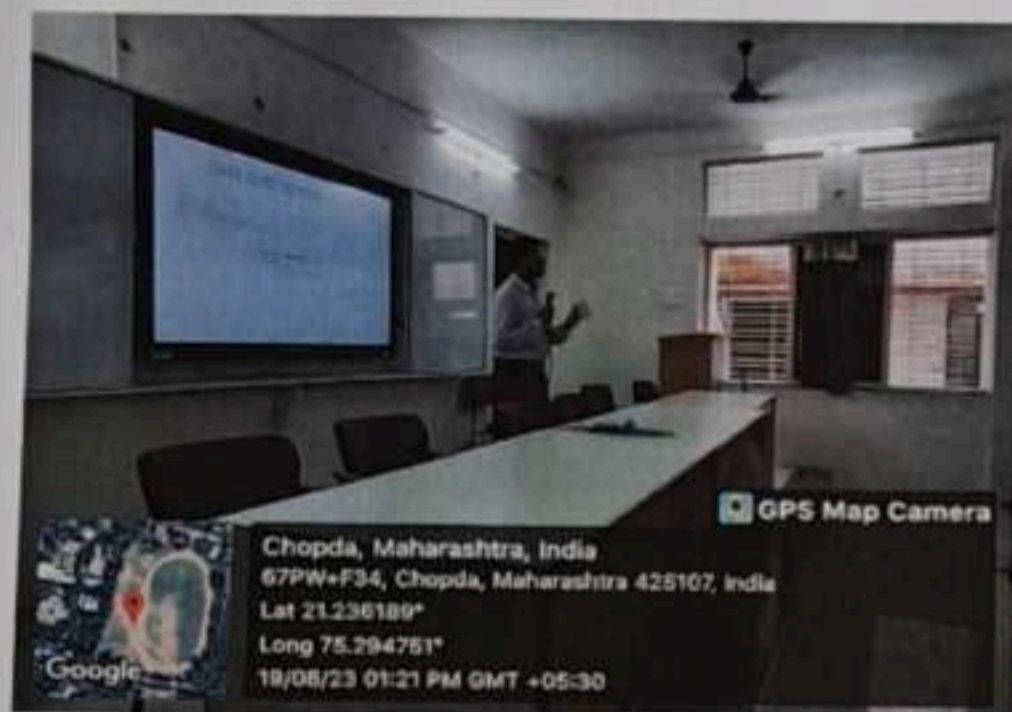 GPS Map Camera
Chopda, Maharashtra, India
67PW+F34, Chopda, Maharashtra 425107, India
Lat 21.236189°
Long 75.294751°
19/08/23 01:21 PM GMT +05:30
Google